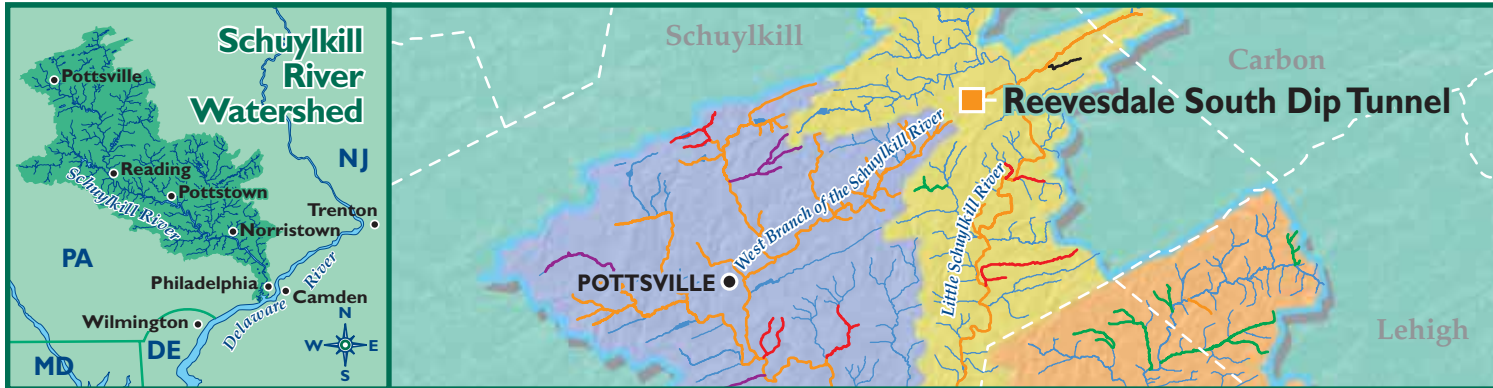 Schuylkill
River
Watershed
Pottsville
NJ
Reading
Pottstown
Schuylkill River
Trenton
Norristown
PA
Philadelphia
Camden
Delaware River
Wilmington
N
W E
S
DE
MD
Schuylkill
Carbon
Reevesdale South Dip Tunnel
West Branch of the Schuylkill River
Little Schuylkill River
POTTSVILLE
Lehigh